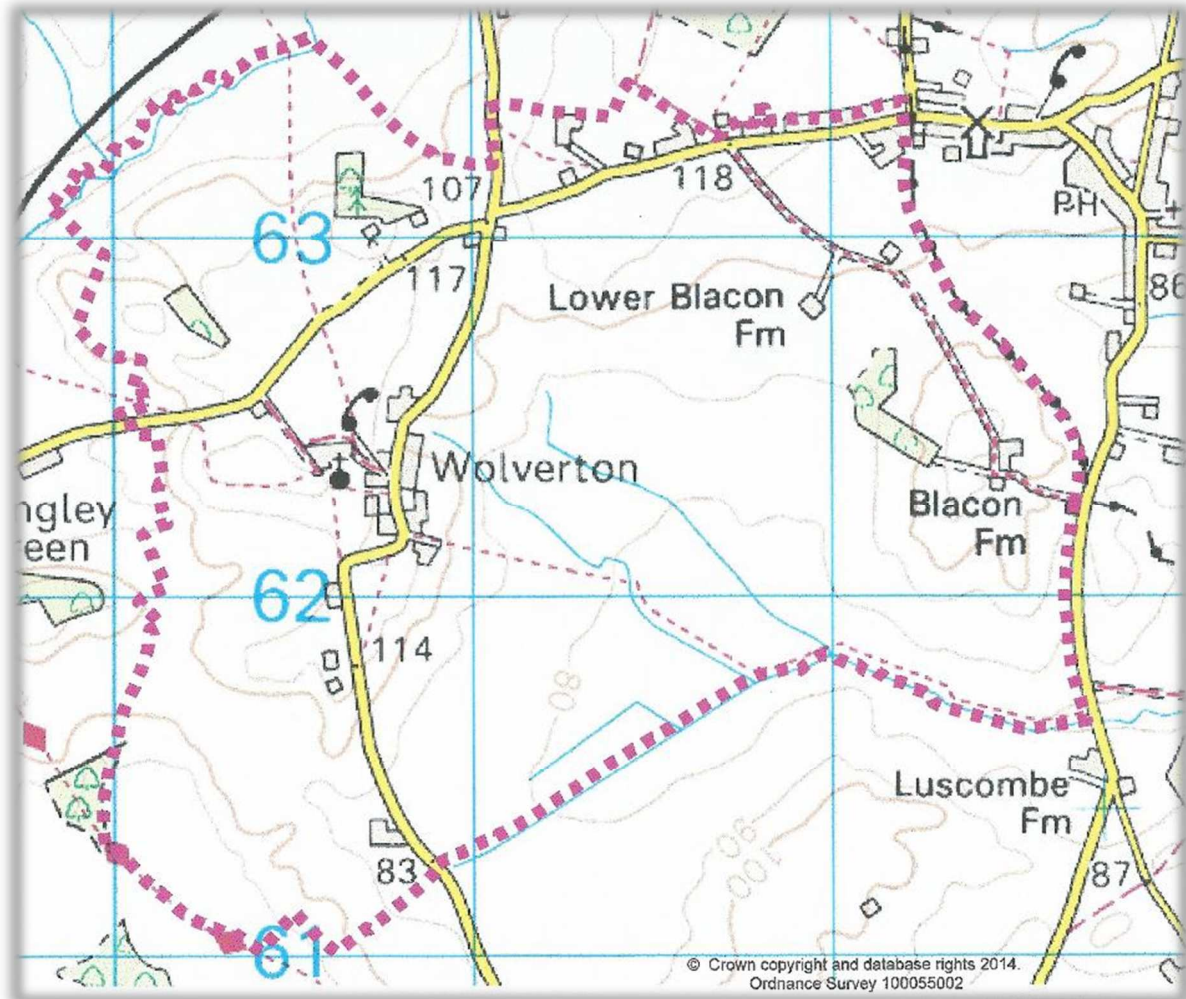 107
118
PH
63
117
86
Lower Blacon
Fm
Wolverton
ngley
een
Blacon
Fm
62
114
80
Luscombe
Fm
83
90
100
87
61
© Crown copyright and database rights 2014.
Ordnance Survey 100055002